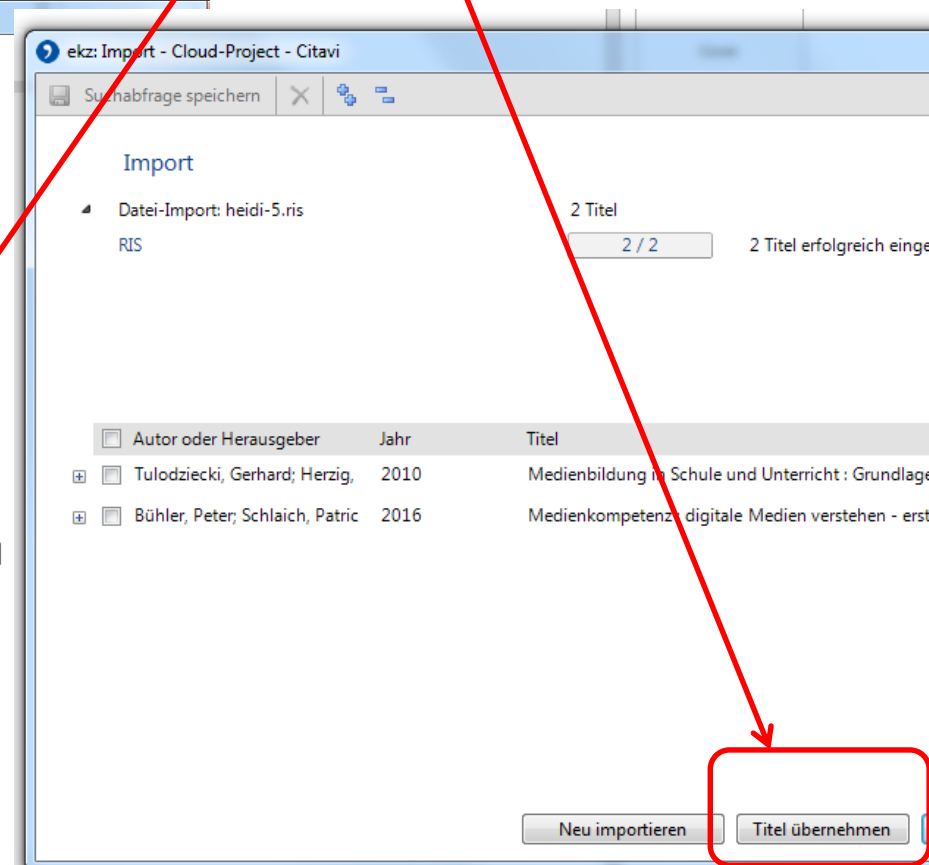 ekz: Import - Cloud-Project - Citavi
Suchabfrage speichern
Import
Datei-Import: heidi-5.ris 2 Titel
RIS 2 / 2 2 Titel erfolgreich einge
Autor oder Herausgeber Jahr Titel
Tulodziecki, Gerhard; Herzig, 2010 Medienbildung in Schule und Unterricht : Grundlage
Bühler, Peter; Schlaich, Patric 2016 Medienkompetenz : digitale Medien verstehen - erst
Neu importieren Titel übernehmen